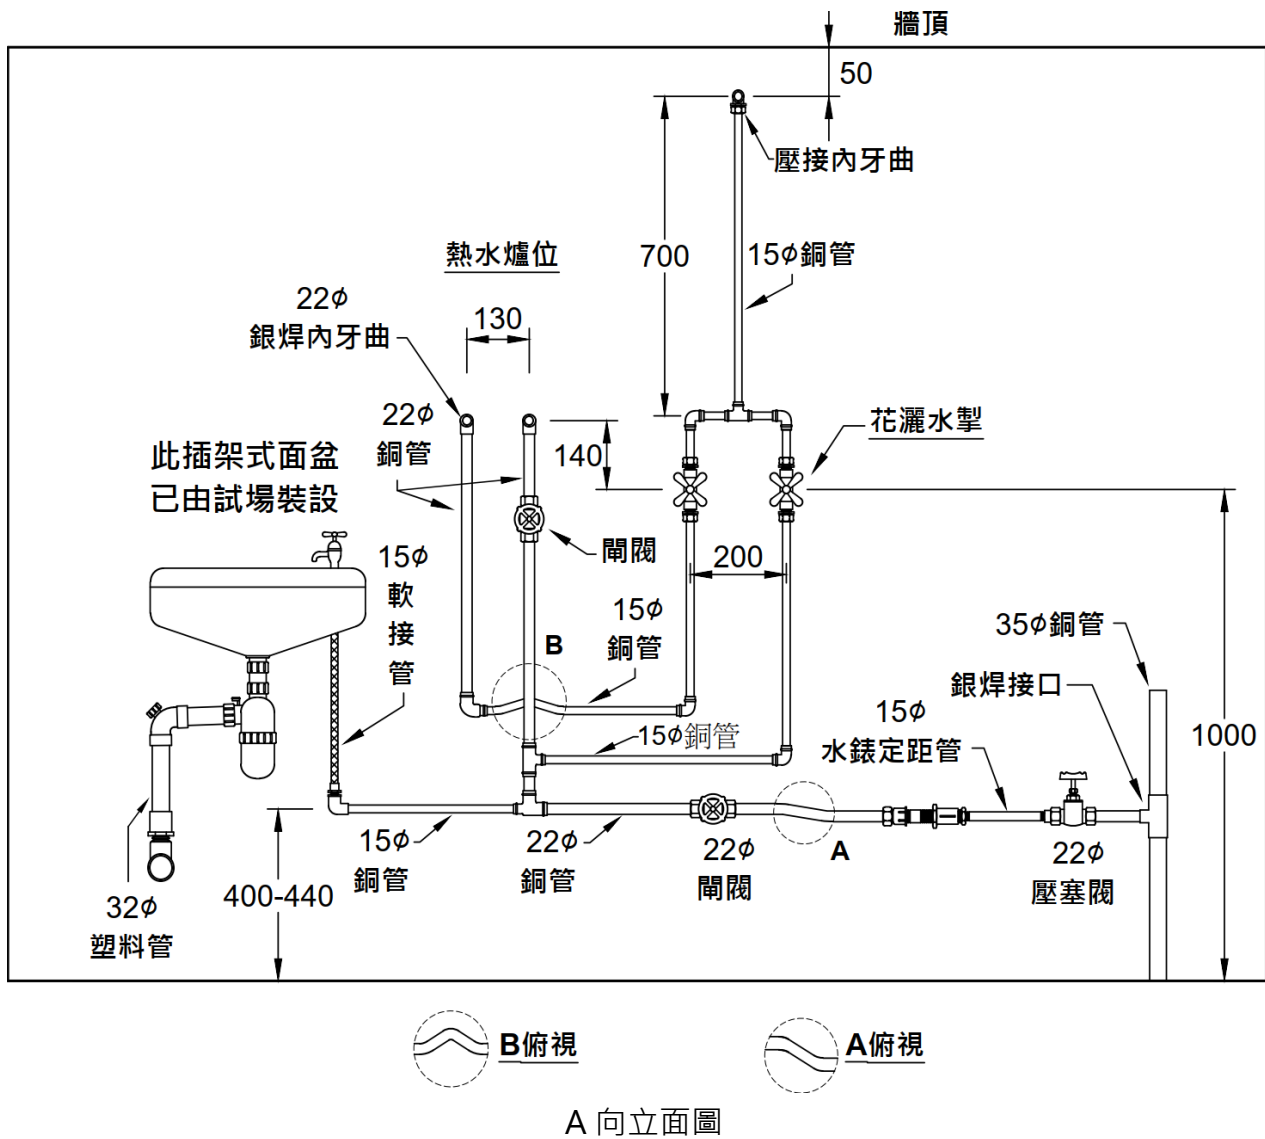 牆頂
50
壓接內牙曲
700
15φ銅管
熱水爐位
22φ
銀焊內牙曲
130
22φ
銅管
140
花灑水掣
此插架式面盆
已由試場裝設
閘閥
200
15φ
軟
接
管
15φ
銅管
B
35φ銅管
銀焊接口
15φ
水錶定距管
1000
15φ銅管
15φ
銅管
22φ
銅管
22φ
閘閥
A
22φ
壓塞閥
400-440
32φ
塑料管
B俯視
A俯視
A 向立面圖